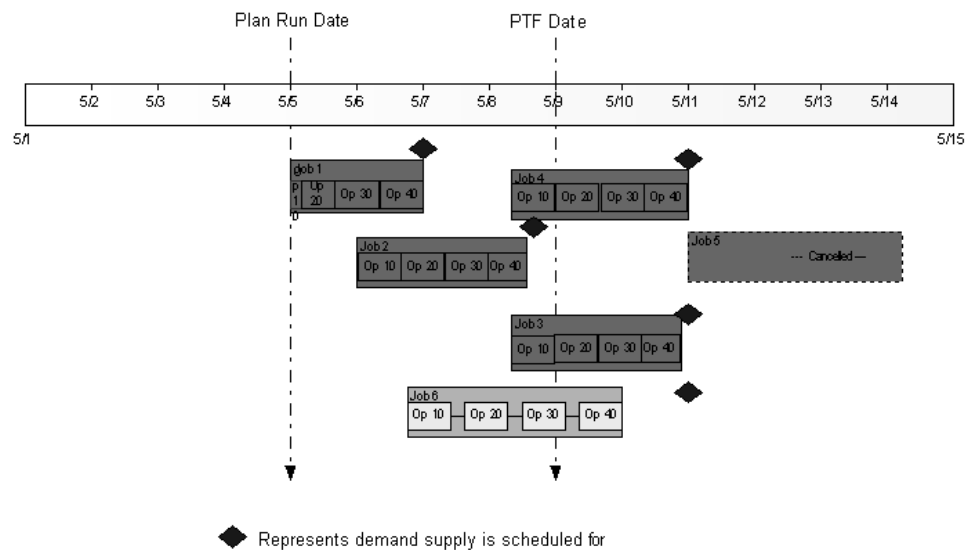 Plan Run Date
PTF Date
5/2 5/3 5/4 5/5 5/6 5/7 5/8 5/9 5/10 5/11 5/12 5/13 5/14
5/1
5/15
Job 1
Op 20 Op 30 Op 40
Job 4
Op 10 Op 20 Op 30 Op 40
Job 2
Op 10 Op 20 Op 30 Op 40
Job 5
--- Cancelled ---
Job 3
Op 10 Op 20 Op 30 Op 40
Job 6
Op 10 Op 20 Op 30 Op 40
Represents demand supply is scheduled for